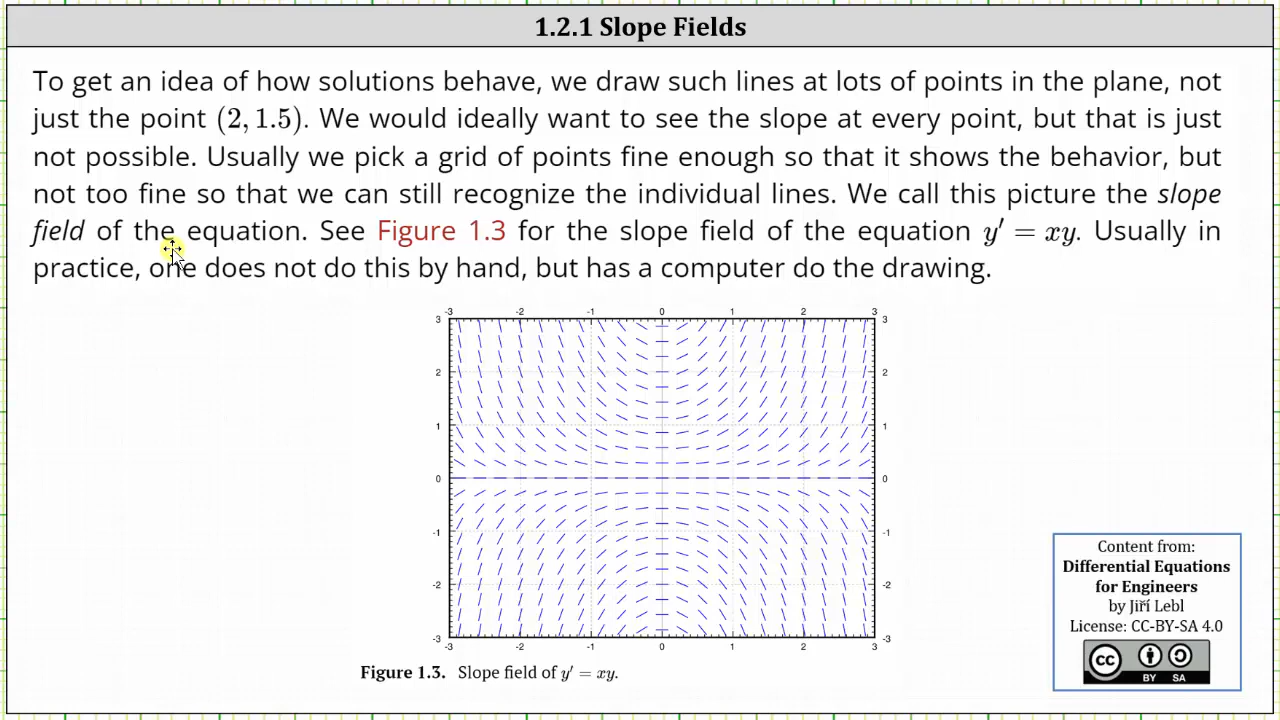 1.2.1 Slope Fields
To get an idea of how solutions behave, we draw such lines at lots of points in the plane, not
just the point (2, 1.5). We would ideally want to see the slope at every point, but that is just
not possible. Usually we pick a grid of points fine enough so that it shows the behavior, but
not too fine so that we can still recognize the individual lines. We call this picture the slope
field of the equation. See Figure 1.3 for the slope field of the equation y′ = xy. Usually in
practice, one does not do this by hand, but has a computer do the drawing.
-3 -2 -1 0 1 2 3
3 3
2 2
1 1
0 0
-1 -1
-2 -2
-3 -3
-3 -2 -1 0 1 2 3
Figure 1.3. Slope field of y′ = xy.
Content from:
Differential Equations
for Engineers
by Jiří Lebl
License: CC-BY-SA 4.0
cc
BY SA